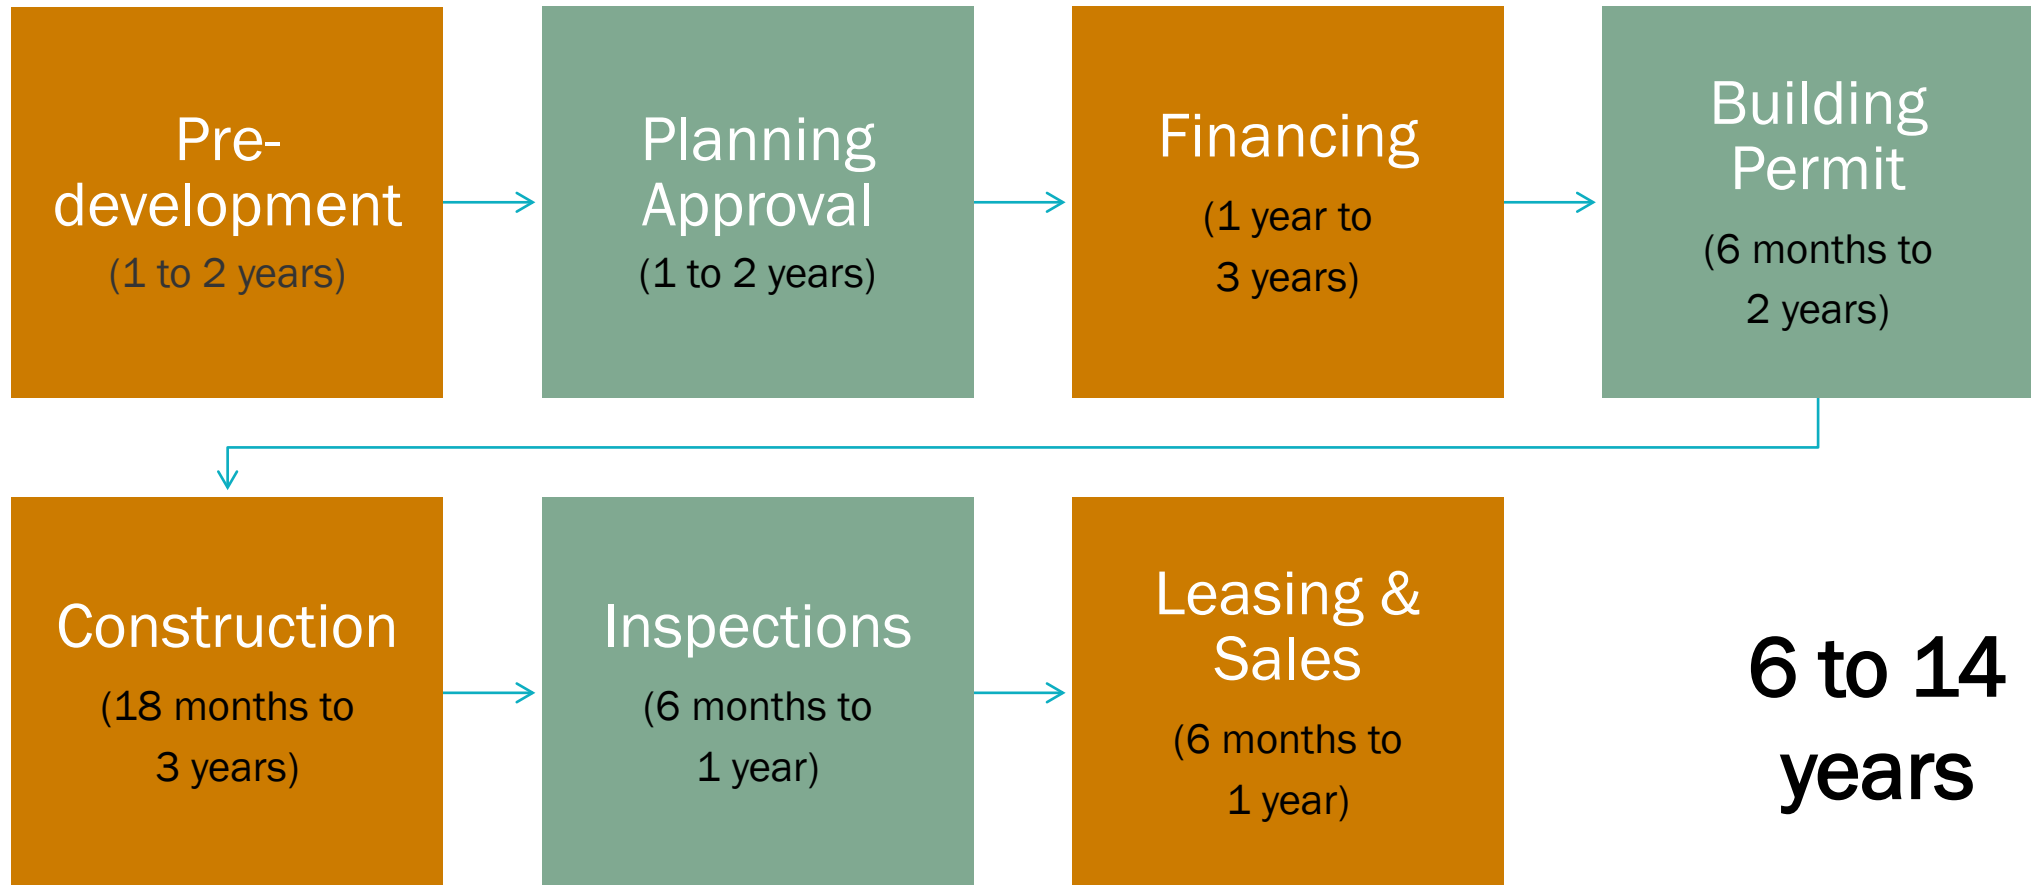 Pre-
development
(1 to 2 years)
Planning
Approval
(1 to 2 years)
Financing
(1 year to
3 years)
Building
Permit
(6 months to
2 years)
Construction
(18 months to
3 years)
Inspections
(6 months to
1 year)
Leasing &
Sales
(6 months to
1 year)
6 to 14
years